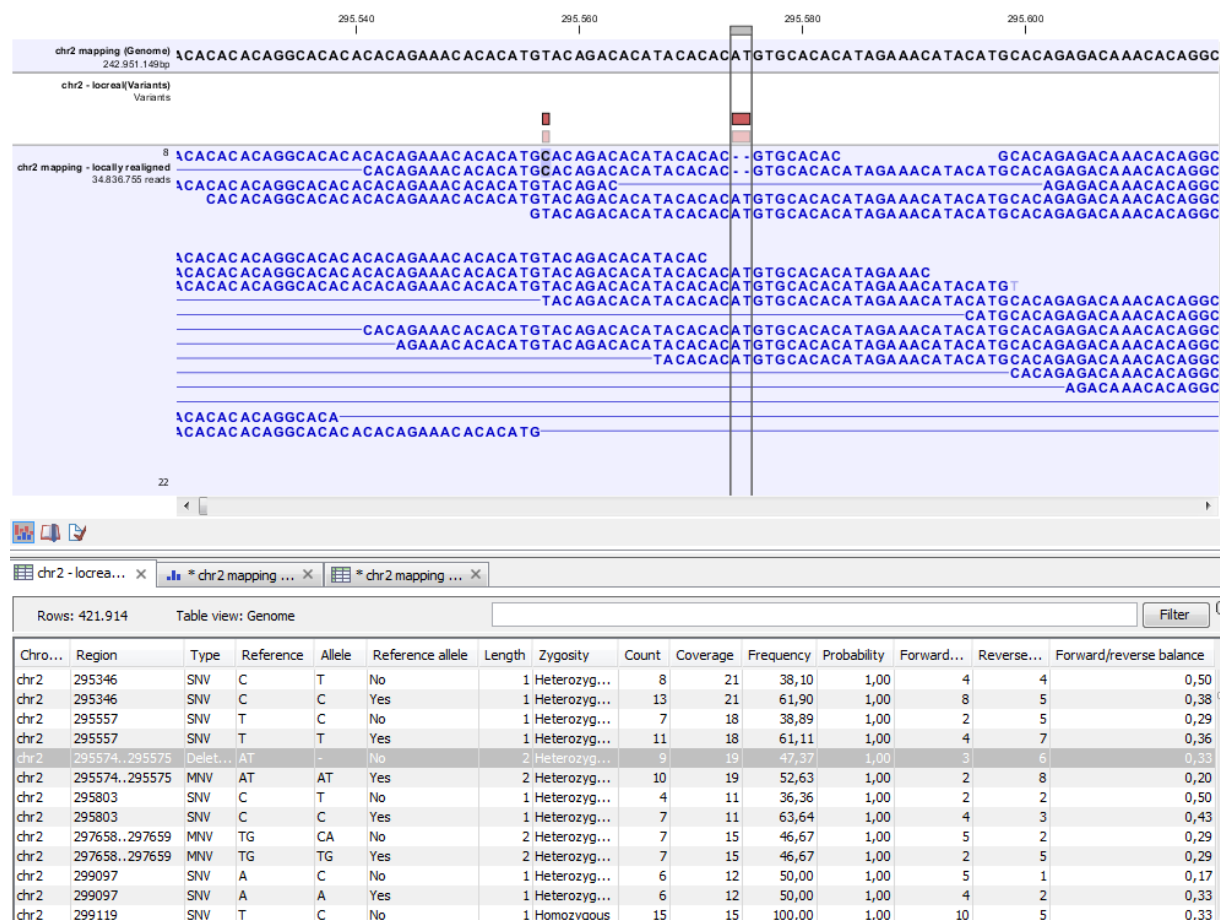 295.540 295.560 295.580 295.600
chr2 mapping (Genome) ACACACACAGGCACACACACAGAAACACACATGTACAGACACATACACACATGTGCACACATAGAAACATACATGCACAGAGACAAACACAGGC
242.951.149bp
chr2 - locreal(Variants)
Variants
8 ACACACACAGGCACACACACAGAAACACACATGCACAGACACATACACAC--GTGCACAC GCACAGAGACAAACACAGGC
chr2 mapping - locally realigned CACAGAAACACACATGCACAGACACATACACAC--GTGCACACATAGAAACATACATGCACAGAGACAAACACAGGC
34.836.755 reads ACACACACAGGCACACACACAGAAACACACATGTACAGAC AGAGACAAACACAGGC
CACACAGGCACACACACAGAAACACACATGTACAGACACATACACACATGTGCACACATAGAAACATACATGCACAGAGACAAACACAGGC
GTACAGACACATACACACATGTGCACACATAGAAACATACATGCACAGAGACAAACACAGGC
ACACACACAGGCACACACACAGAAACACACATGTACAGACACATACAC
ACACACACAGGCACACACACAGAAACACACATGTACAGACACATACACACATGTGCACACATAGAAAC
ACACACACAGGCACACACACAGAAACACACATGTACAGACACATACACACATGTGCACACATAGAAACATACATGT
TACAGACACATACACACATGTGCACACATAGAAACATACATGCACAGAGACAAACACAGGC
CATGCACAGAGACAAACACAGGC
CACAGAAACACACATGTACAGACACATACACACATGTGCACACATAGAAACATACATGCACAGAGACAAACACAGGC
AGAAACACACATGTACAGACACATACACACATGTGCACACATAGAAACATACATGCACAGAGACAAACACAGGC
TACACACATGTGCACACATAGAAACATACATGCACAGAGACAAACACAGGC
CACAGAGACAAACACAGGC
AGACAAACACAGGC
ACACACACAGGCACA
ACACACACAGGCACACACACAGAAACACACATG
22
chr2 - locrea... * chr2 mapping ... * chr2 mapping ...
Rows: 421.914 Table view: Genome Filter
Chro... Region Type Reference Allele Reference allele Length Zygosity Count Coverage Frequency Probability Forward... Reverse... Forward/reverse balance
chr2 295346 SNV C T No 1 Heterozyg... 8 21 38,10 1,00 4 4 0,50
chr2 295346 SNV C C Yes 1 Heterozyg... 13 21 61,90 1,00 8 5 0,38
chr2 295557 SNV T C No 1 Heterozyg... 7 18 38,89 1,00 2 5 0,29
chr2 295557 SNV T T Yes 1 Heterozyg... 11 18 61,11 1,00 4 7 0,36
chr2 295574..295575 Delet... AT - No 2 Heterozyg... 9 19 47,37 1,00 3 6 0,33
chr2 295574..295575 MNV AT AT Yes 2 Heterozyg... 10 19 52,63 1,00 2 8 0,20
chr2 295803 SNV C T No 1 Heterozyg... 4 11 36,36 1,00 2 2 0,50
chr2 295803 SNV C C Yes 1 Heterozyg... 7 11 63,64 1,00 4 3 0,43
chr2 297658..297659 MNV TG CA No 2 Heterozyg... 7 15 46,67 1,00 5 2 0,29
chr2 297658..297659 MNV TG TG Yes 2 Heterozyg... 7 15 46,67 1,00 2 5 0,29
chr2 299097 SNV A C No 1 Heterozyg... 6 12 50,00 1,00 5 1 0,17
chr2 299097 SNV A A Yes 1 Heterozyg... 6 12 50,00 1,00 4 2 0,33
chr2 299119 SNV T C No 1 Homozygous 15 15 100,00 1,00 10 5 0,33